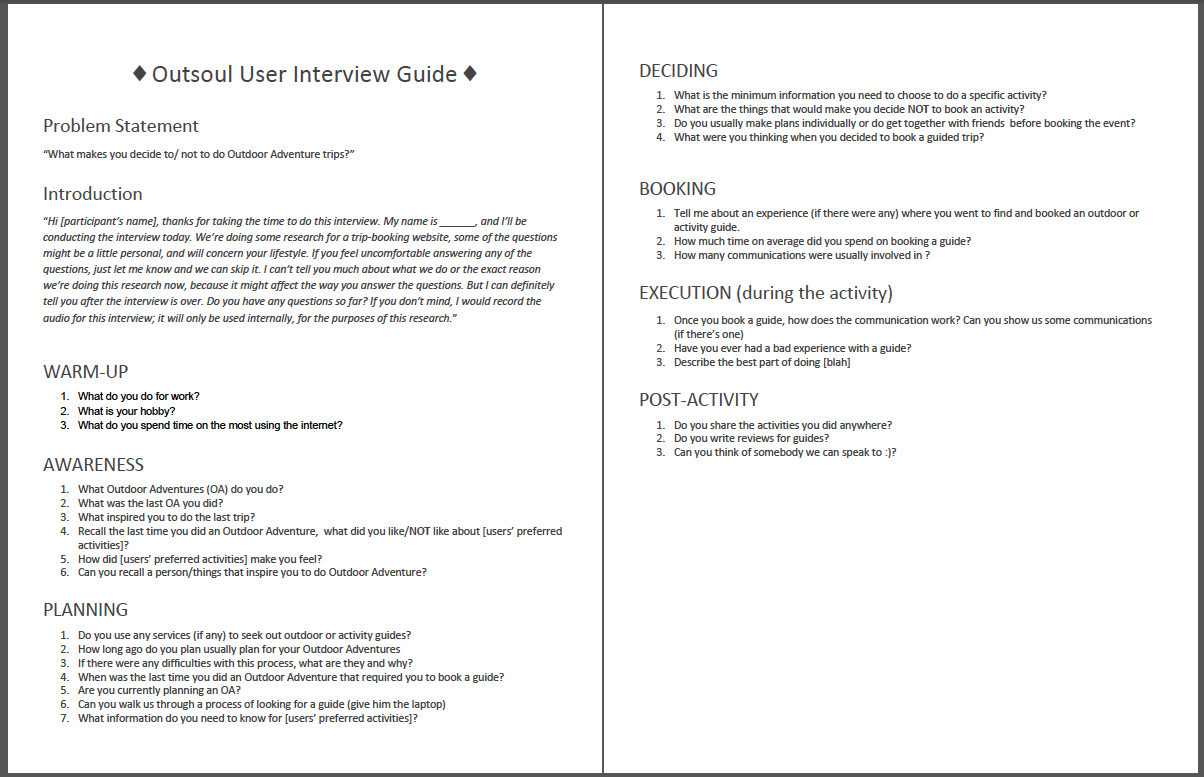 ♦ Outsoul User Interview Guide ♦
Problem Statement
“What makes you decide to/ not to do Outdoor Adventure trips?”
Introduction
“Hi [participant’s name], thanks for taking the time to do this interview. My name is ______, and I’ll be
conducting the interview today. We’re doing some research for a trip-booking website, some of the questions
might be a little personal, and will concern your lifestyle. If you feel uncomfortable answering any of the
questions, just let me know and we can skip it. I can’t tell you much about what we do or the exact reason
we’re doing this research now, because it might affect the way you answer the questions. But I can definitely
tell you after the interview is over. Do you have any questions so far? If you don’t mind, I would record the
audio for this interview; it will only be used internally, for the purposes of this research.”
WARM-UP
1. What do you do for work?
2. What is your hobby?
3. What do you spend time on the most using the internet?
AWARENESS
1. What Outdoor Adventures (OA) do you do?
2. What was the last OA you did?
3. What inspired you to do the last trip?
4. Recall the last time you did an Outdoor Adventure, what did you like/NOT like about [users’ preferred
activities]?
5. How did [users’ preferred activities] make you feel?
6. Can you recall a person/things that inspire you to do Outdoor Adventure?
PLANNING
1. Do you use any services (if any) to seek out outdoor or activity guides?
2. How long ago do you plan usually plan for your Outdoor Adventures
3. If there were any difficulties with this process, what are they and why?
4. When was the last time you did an Outdoor Adventure that required you to book a guide?
5. Are you currently planning an OA?
6. Can you walk us through a process of looking for a guide (give him the laptop)
7. What information do you need to know for [users’ preferred activities]?
DECIDING
1. What is the minimum information you need to choose to do a specific activity?
2. What are the things that would make you decide NOT to book an activity?
3. Do you usually make plans individually or do get together with friends before booking the event?
4. What were you thinking when you decided to book a guided trip?
BOOKING
1. Tell me about an experience (if there were any) where you went to find and booked an outdoor or
activity guide.
2. How much time on average did you spend on booking a guide?
3. How many communications were usually involved in ?
EXECUTION (during the activity)
1. Once you book a guide, how does the communication work? Can you show us some communications
(if there’s one)
2. Have you ever had a bad experience with a guide?
3. Describe the best part of doing [blah]
POST-ACTIVITY
1. Do you share the activities you did anywhere?
2. Do you write reviews for guides?
3. Can you think of somebody we can speak to :)?